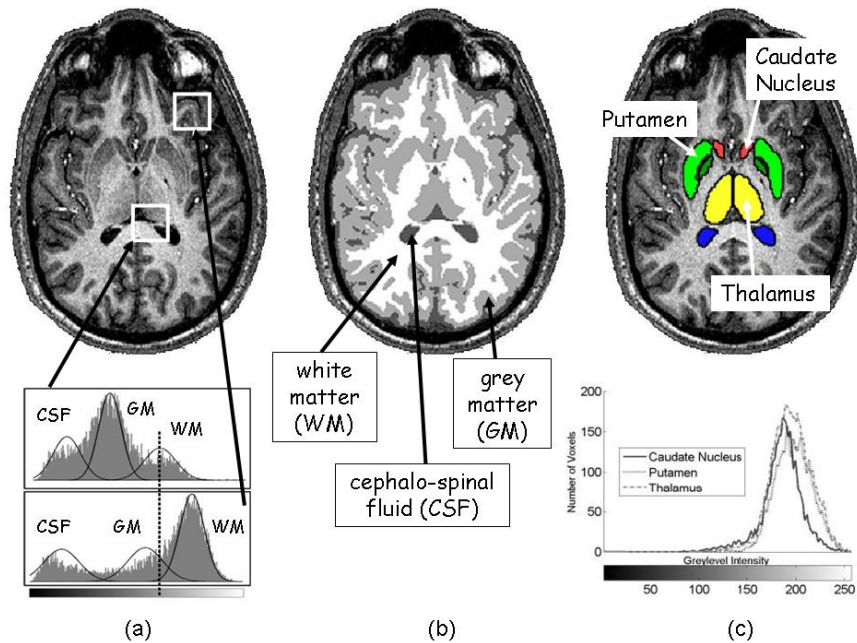 Caudate
Nucleus
Putamen
Thalamus
white
matter
(WM)
grey
matter
(GM)
cephalo-spinal
fluid (CSF)
CSF
GM
WM
CSF
GM
WM
200
150
100
50
0
Number of Voxels
Caudate Nucleus
Putamen
Thalamus
Greylevel Intensity
50
100
150
200
250
(a)
(b)
(c)